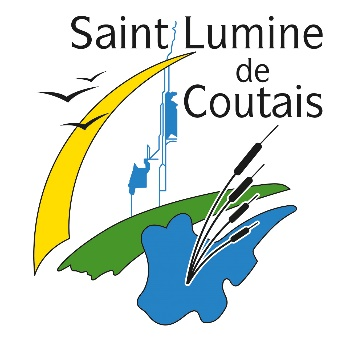 Saint Lumine
de
Coutais